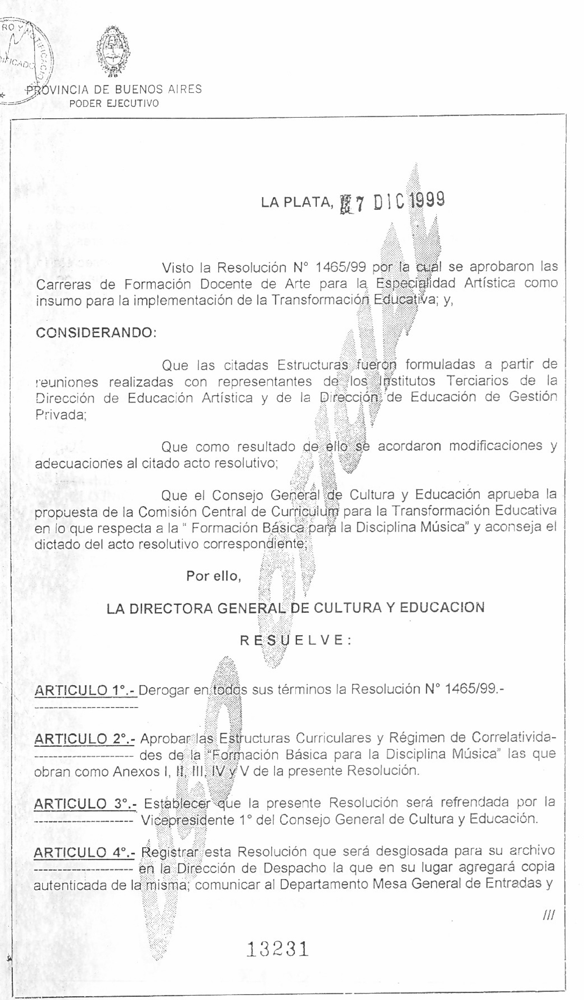 RO Y NOTIFICACIO
PROVINCIA DE BUENOS AIRES
PODER EJECUTIVO
LA PLATA, 7 DIC 1999
Visto la Resolución N° 1465/99 por la cual se aprobaron las
Carreras de Formación Docente de Arte para la Especialidad Artística como
insumo para la implementación de la Transformación Educativa; y,
CONSIDERANDO:
Que las citadas Estructuras fueron formuladas a partir de
reuniones realizadas con representantes de los Institutos Terciarios de la
Dirección de Educación Artística y de la Dirección de Educación de Gestión
Privada;
Que como resultado de ello se acordaron modificaciones y
adecuaciones al citado acto resolutivo;
Que el Consejo General de Cultura y Educación aprueba la
propuesta de la Comisión Central de Curriculum para la Transformación Educativa
en lo que respecta a la " Formación Básica para la Disciplina Música" y aconseja el
dictado del acto resolutivo correspondiente;
Por ello,
LA DIRECTORA GENERAL DE CULTURA Y EDUCACION
R E S U E L V E :
ARTICULO 1°.- Derogar en todos sus términos la Resolución N° 1465/99.-
----------------------
ARTICULO 2°.- Aprobar las Estructuras Curriculares y Régimen de Correlativida-
--------------------- des de la "Formación Básica para la Disciplina Música" las que
obran como Anexos I, II, III, IV y V de la presente Resolución.
ARTICULO 3°.- Establecer que la presente Resolución será refrendada por la
--------------------- Vicepresidente 1° del Consejo General de Cultura y Educación.
ARTICULO 4°.- Registrar esta Resolución que será desglosada para su archivo
--------------------- en la Dirección de Despacho la que en su lugar agregará copia
autenticada de la misma; comunicar al Departamento Mesa General de Entradas y
///
13231